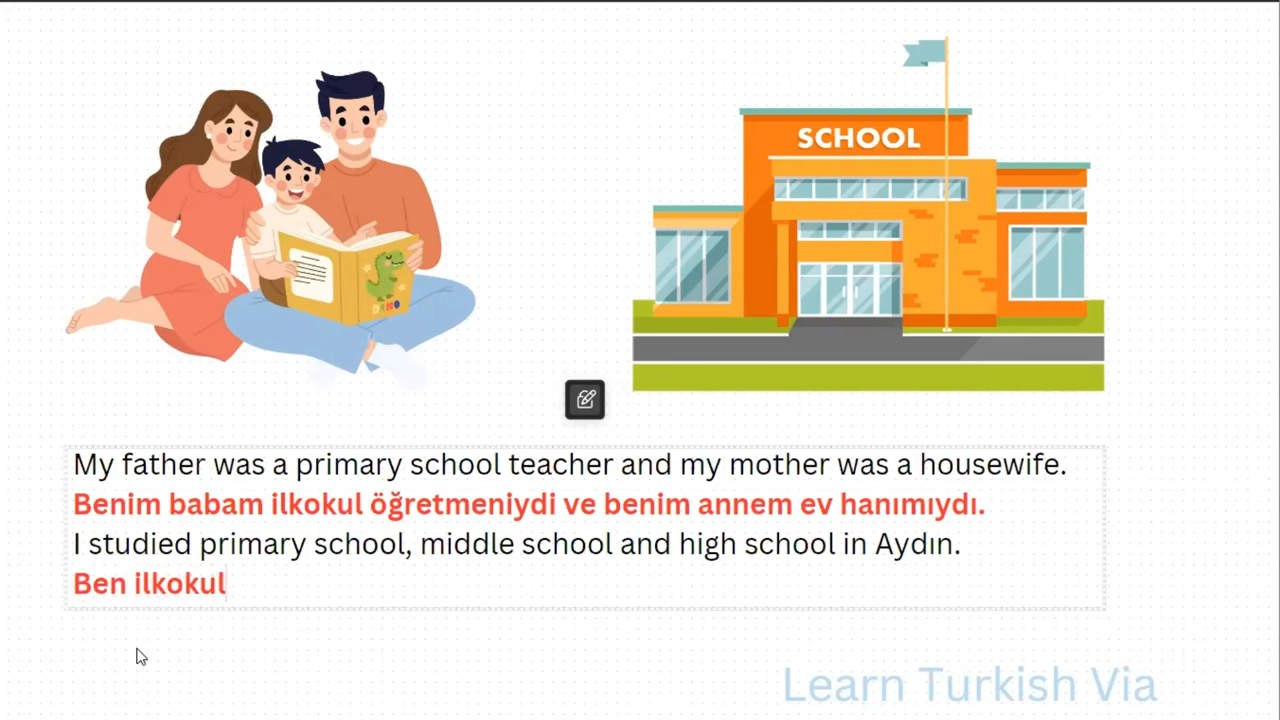 SCHOOL
DINO
My father was a primary school teacher and my mother was a housewife.
Benim babam ilkokul öğretmeniydi ve benim annem ev hanımıydı.
I studied primary school, middle school and high school in Aydın.
Ben ilkokul
Learn Turkish Via